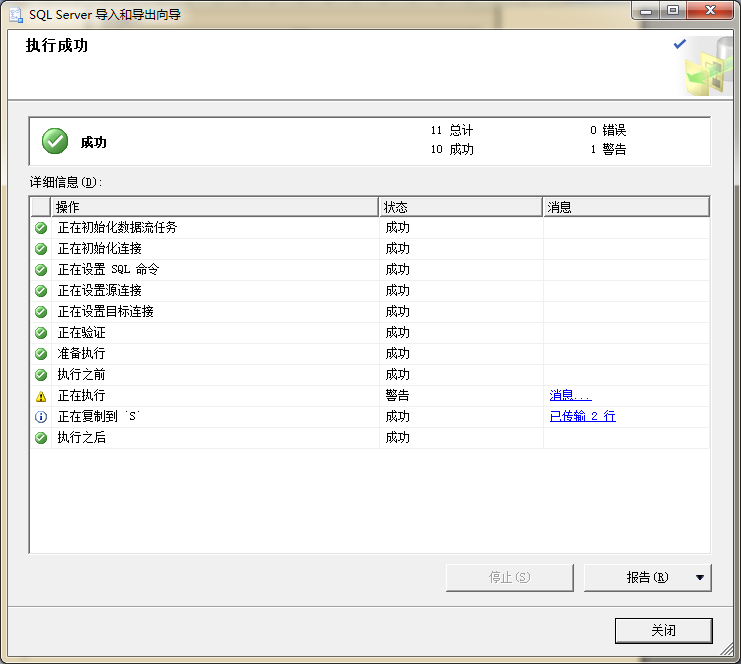 SQL Server 导入和导出向导
执行成功
成功 11 总计 0 错误
10 成功 1 警告
详细信息(D):
操作 状态 消息
正在初始化数据流任务 成功
正在初始化连接 成功
正在设置 SQL 命令 成功
正在设置源连接 成功
正在设置目标连接 成功
正在验证 成功
准备执行 成功
执行之前 成功
正在执行 警告 消息...
正在复制到 `S` 成功 已传输 2 行
执行之后 成功
停止(S) 报告(R)
关闭